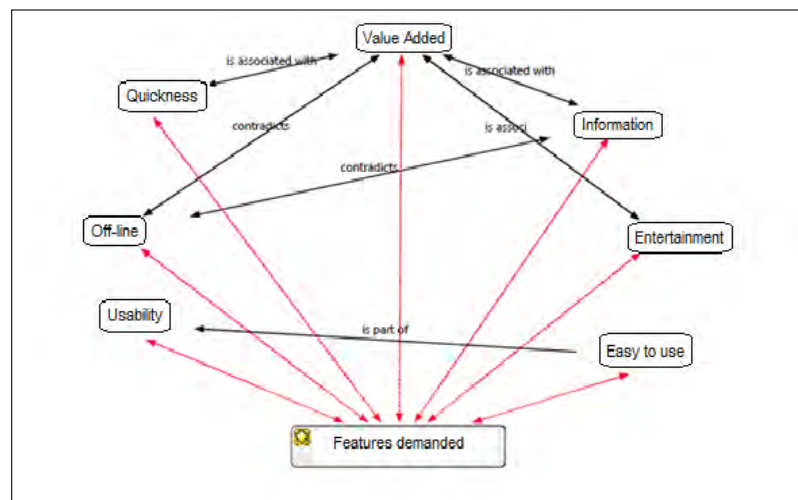 Value Added
is associated with
is associated with
Quickness
Information
contradicts
is associ
contradicts
Off-line
Entertainment
Usability
is part of
Easy to use
Features demanded